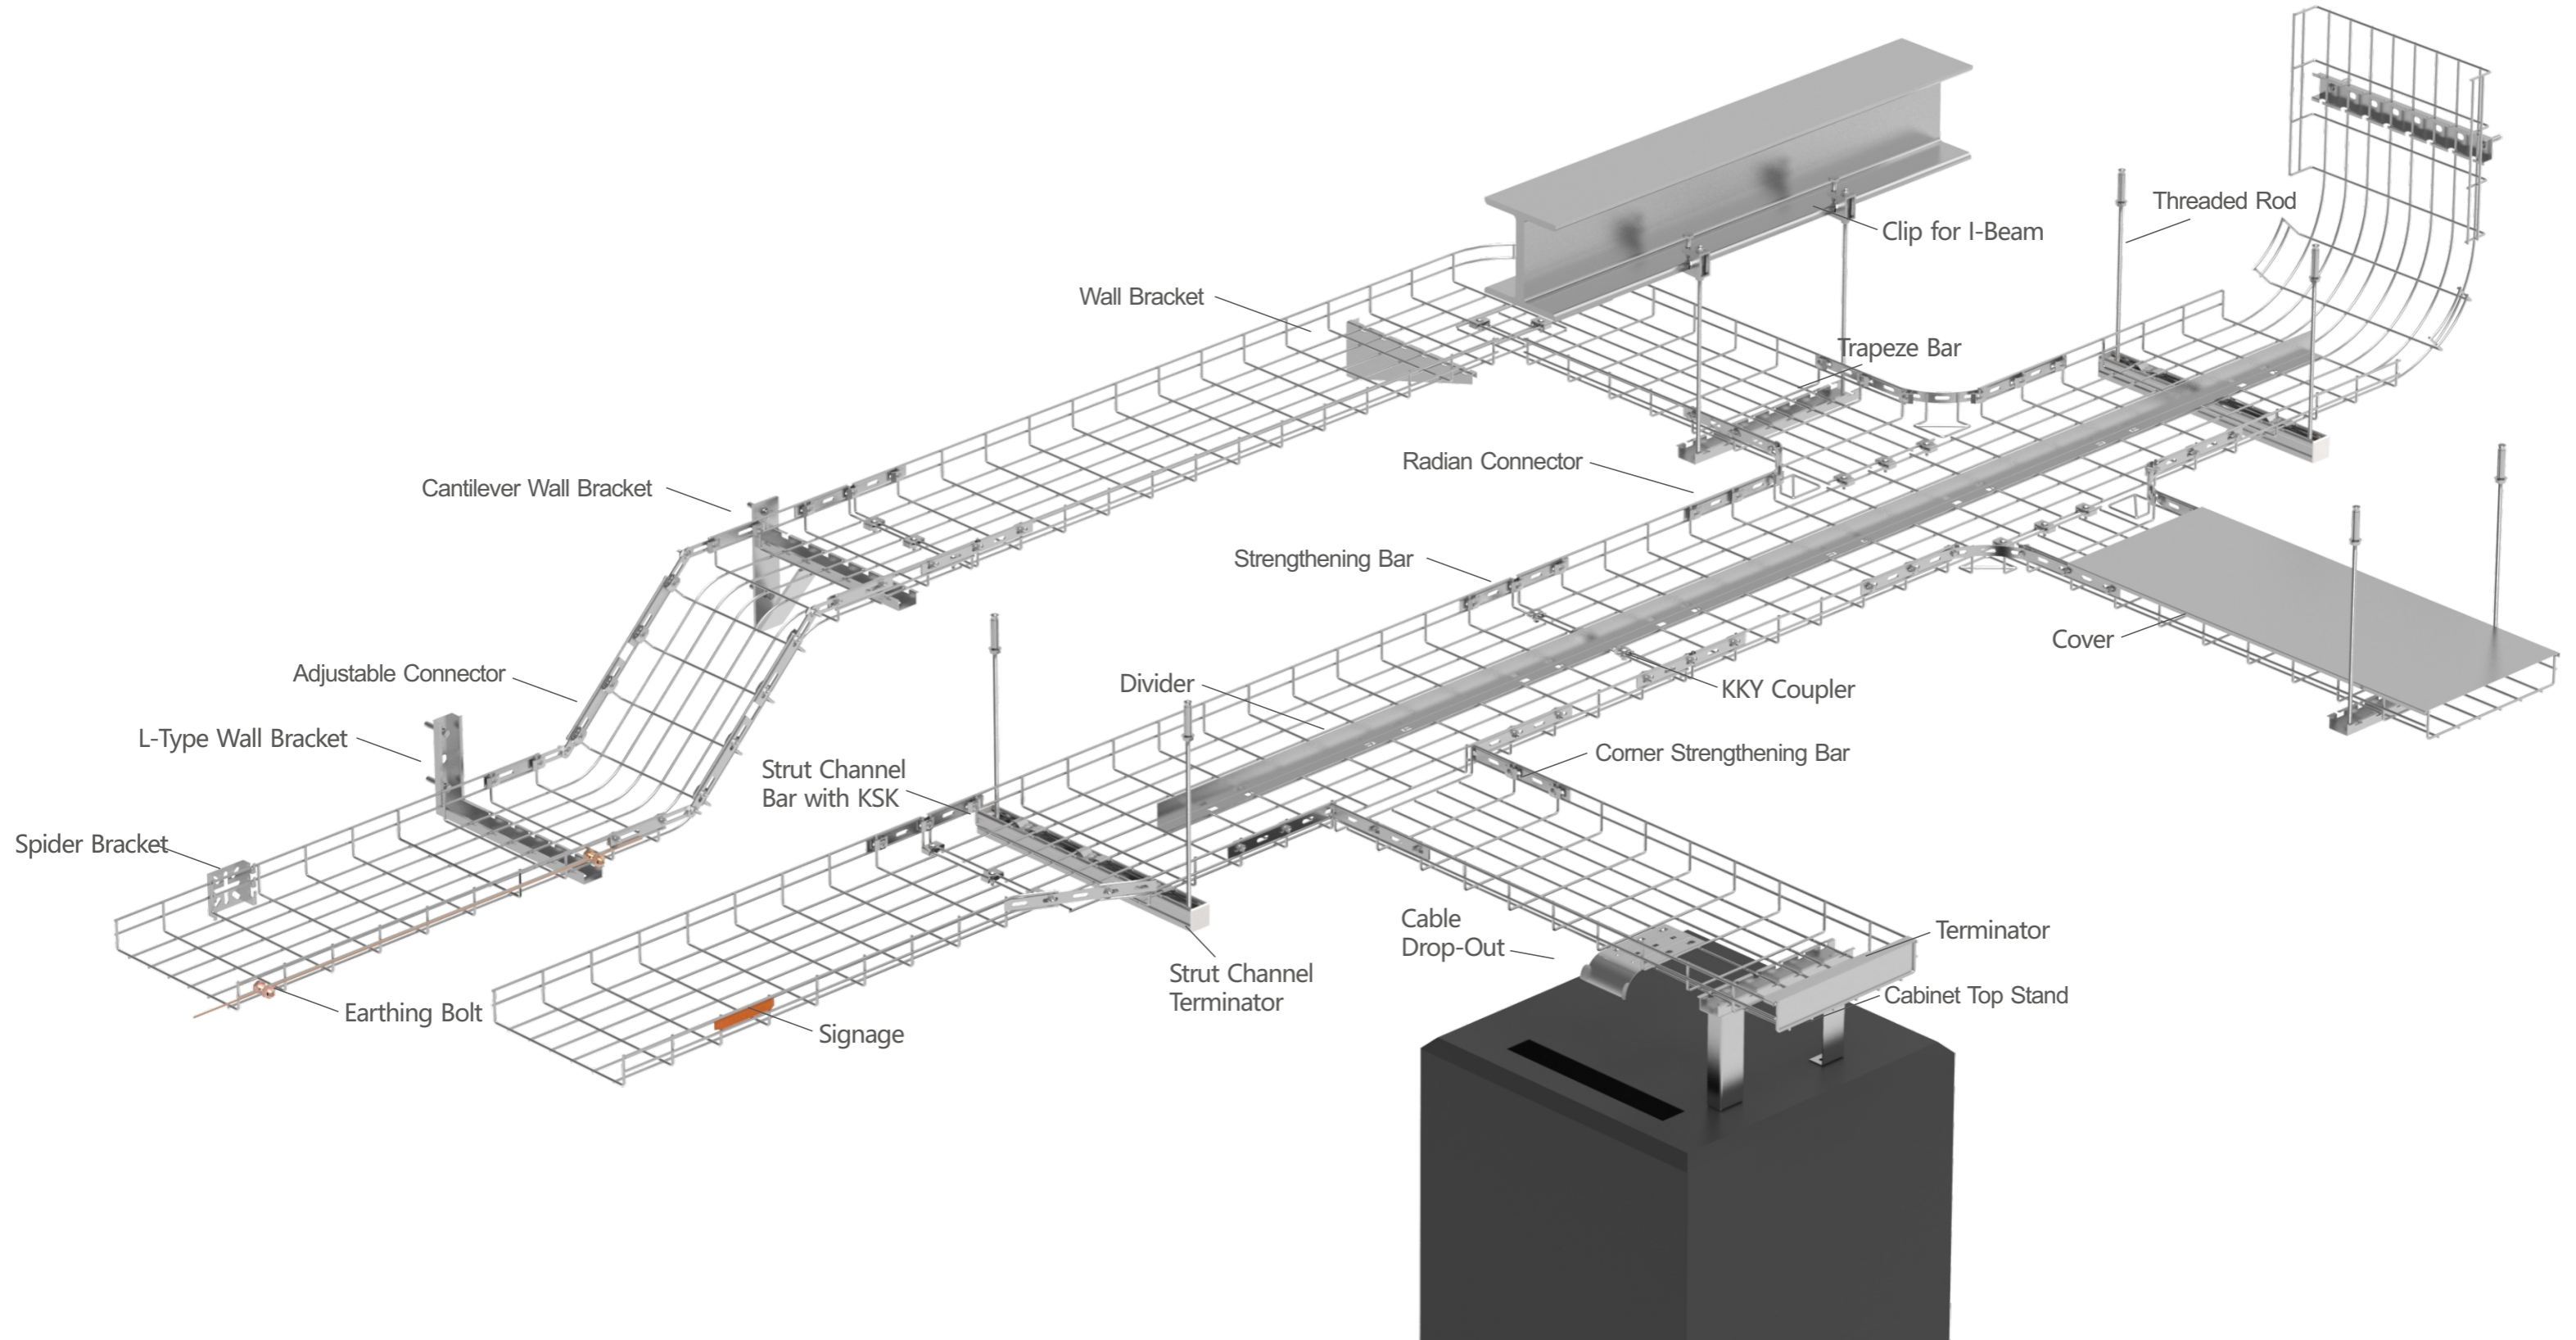 Threaded Rod
Clip for I-Beam
Wall Bracket
Trapeze Bar
Radian Connector
Cantilever Wall Bracket
Strengthening Bar
Cover
Adjustable Connector
Divider
KKY Coupler
L-Type Wall Bracket
Corner Strengthening Bar
Strut Channel
Bar with KSK
Spider Bracket
Cable
Drop-Out
Terminator
Strut Channel
Terminator
Cabinet Top Stand
Earthing Bolt
Signage